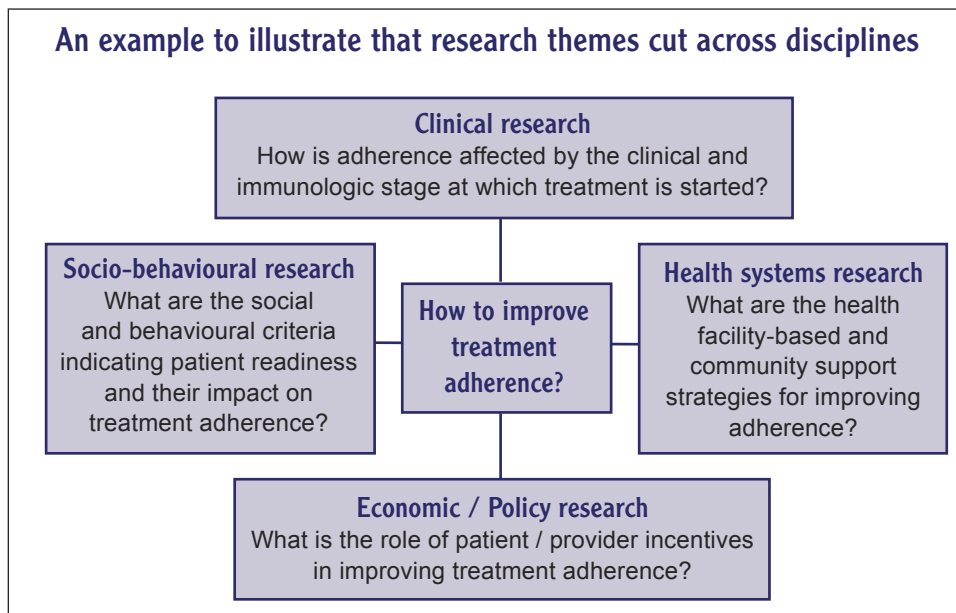 An example to illustrate that research themes cut across disciplines
Clinical research
How is adherence affected by the clinical and
immunologic stage at which treatment is started?
Socio-behavioural research
What are the social
and behavioural criteria
indicating patient readiness
and their impact on
treatment adherence?
How to improve
treatment
adherence?
Health systems research
What are the health
facility-based and
community support
strategies for improving
adherence?
Economic / Policy research
What is the role of patient / provider incentives
in improving treatment adherence?